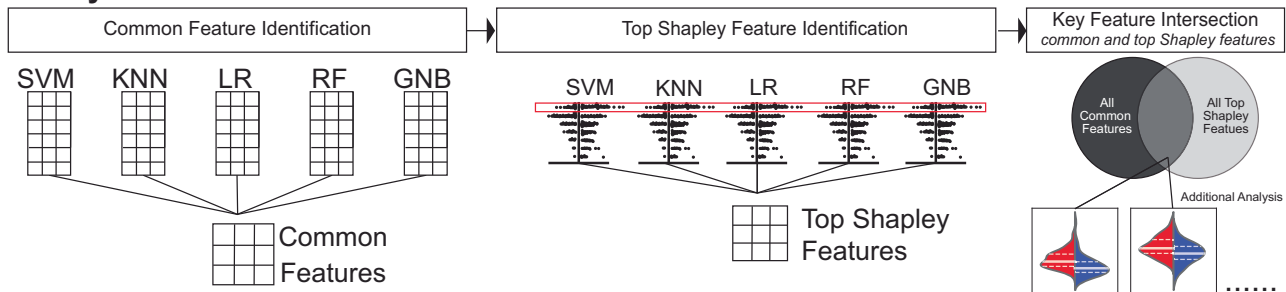 Common Feature Identification
Top Shapley Feature Identification
Key Feature Intersection
common and top Shapley features
SVM KNN LR RF GNB
SVM KNN LR RF GNB
All
Common
Features
All Top
Shapley
Featues
Additional Analysis
Common
Features
Top Shapley
Features
......